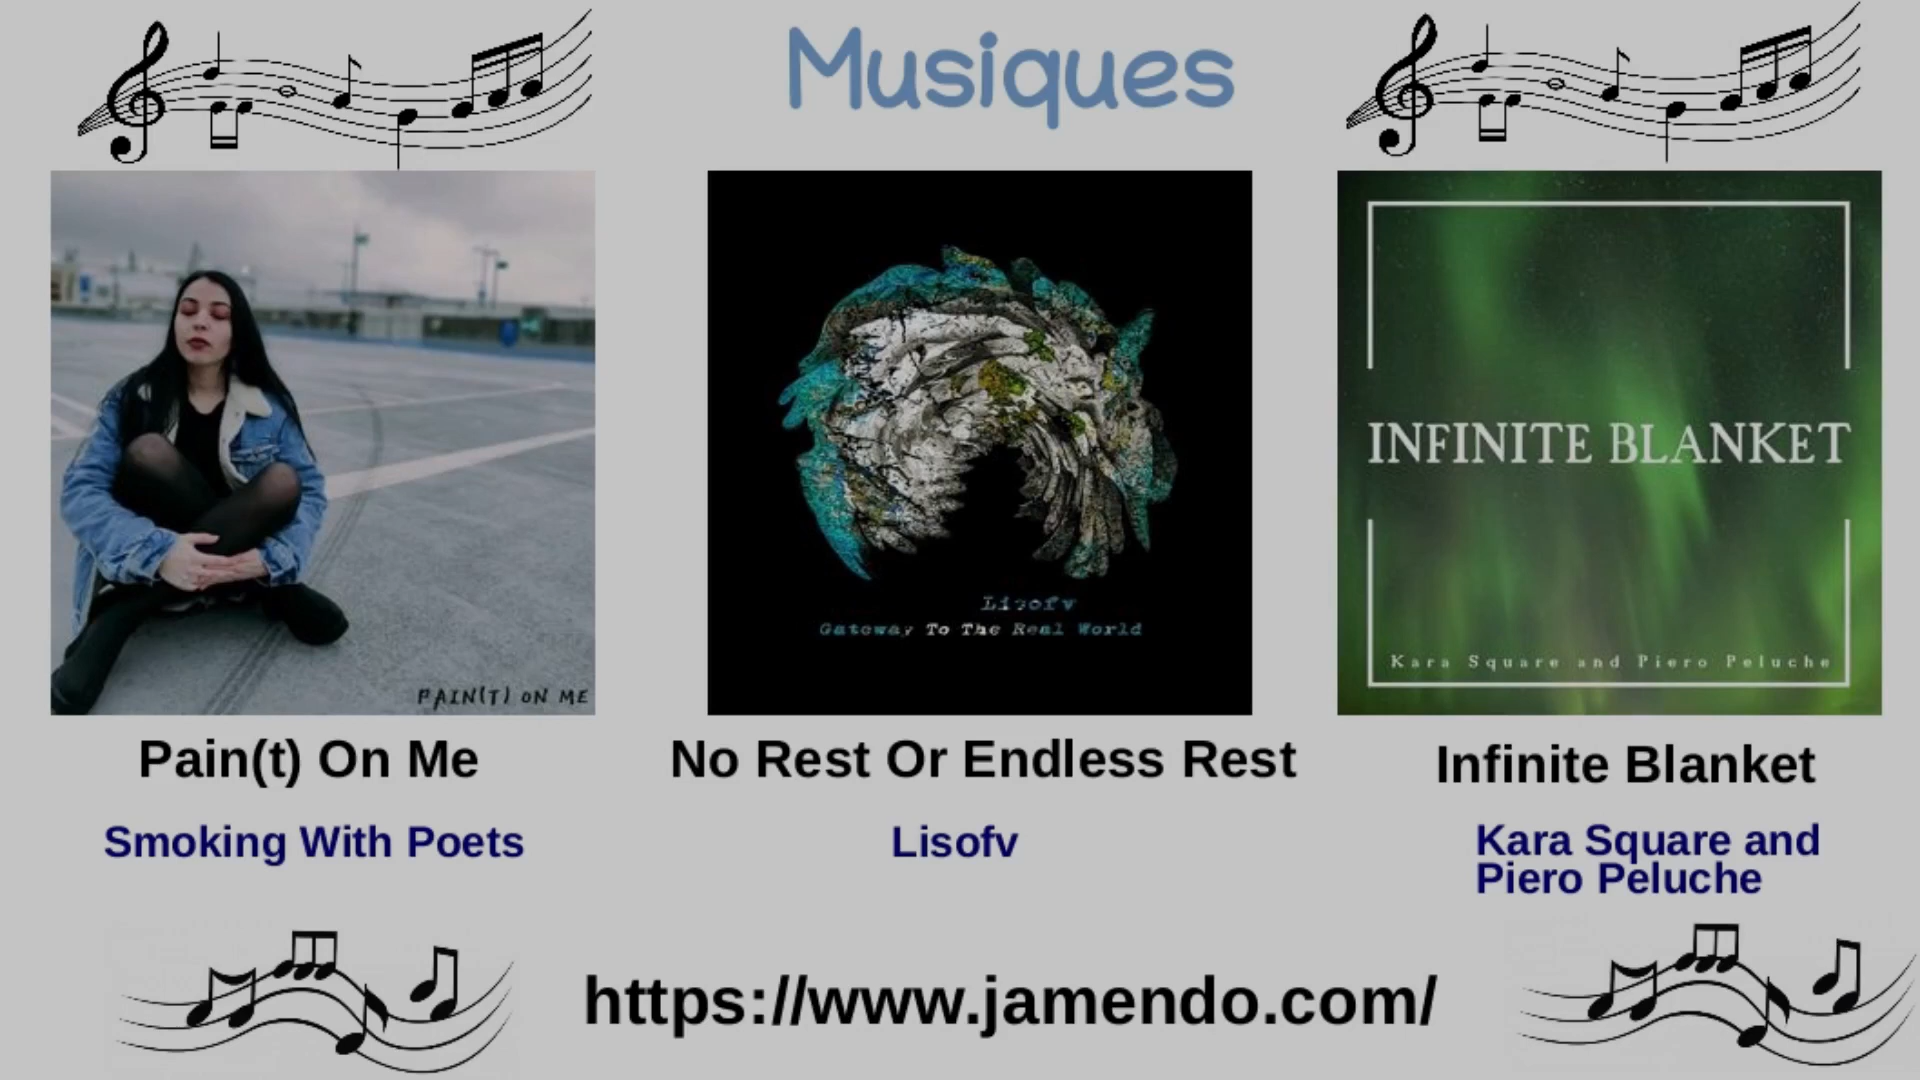 Musiques
PAIN(T) ON ME
Lisofv
Gateway To The Real World
INFINITE BLANKET
Kara Square and Piero Peluche
Pain(t) On Me
No Rest Or Endless Rest
Infinite Blanket
Smoking With Poets
Lisofv
Kara Square and
Piero Peluche
https://www.jamendo.com/